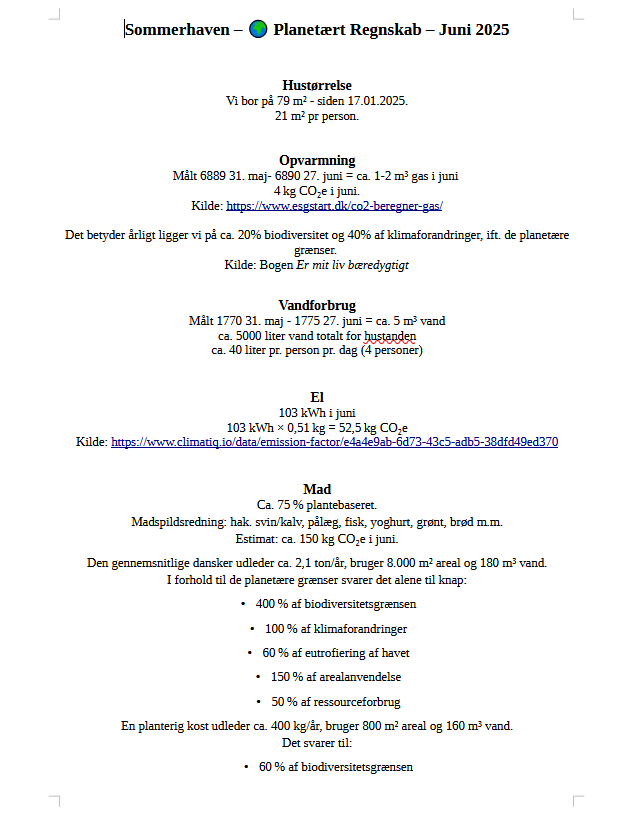 Sommerhaven – 🌍 Planetært Regnskab – Juni 2025
Hustørrelse
Vi bor på 79 m² - siden 17.01.2025.
21 m² pr person.
Opvarmning
Målt 6889 31. maj- 6890 27. juni = ca. 1-2 m³ gas i juni
4 kg CO₂e i juni.
Kilde: https://www.esgstart.dk/co2-beregner-gas/
Det betyder årligt ligger vi på ca. 20% biodiversitet og 40% af klimaforandringer, ift. de planetære
grænser.
Kilde: Bogen Er mit liv bæredygtigt
Vandforbrug
Målt 1770 31. maj - 1775 27. juni = ca. 5 m³ vand
ca. 5000 liter vand totalt for hustanden
ca. 40 liter pr. person pr. dag (4 personer)
El
103 kWh i juni
103 kWh × 0,51 kg = 52,5 kg CO₂e
Kilde: https://www.climatiq.io/data/emission-factor/e4a4e9ab-6d73-43c5-adb5-38dfd49ed370
Mad
Ca. 75 % plantebaseret.
Madspildsredning: hak. svin/kalv, pålæg, fisk, yoghurt, grønt, brød m.m.
Estimat: ca. 150 kg CO₂e i juni.
Den gennemsnitlige dansker udleder ca. 2,1 ton/år, bruger 8.000 m² areal og 180 m³ vand.
I forhold til de planetære grænser svarer det alene til knap:
• 400 % af biodiversitetsgrænsen
• 100 % af klimaforandringer
• 60 % af eutrofiering af havet
• 150 % af arealanvendelse
• 50 % af ressourceforbrug
En planterig kost udleder ca. 400 kg/år, bruger 800 m² areal og 160 m³ vand.
Det svarer til:
• 60 % af biodiversitetsgrænsen